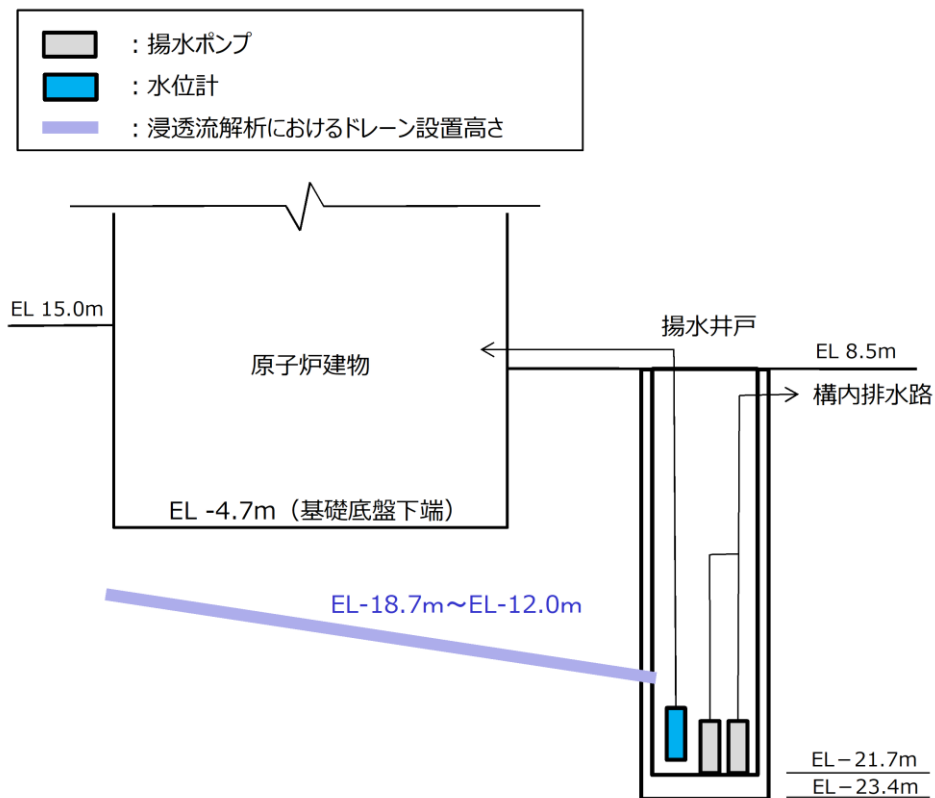 ：揚水ポンプ
：水位計
：浸透流解析におけるドレーン設置高さ
EL 15.0m
揚水井戸
原子炉建物
EL 8.5m
構内排水路
EL -4.7m（基礎底盤下端）
EL-18.7m～EL-12.0m
EL－21.7m
EL－23.4m